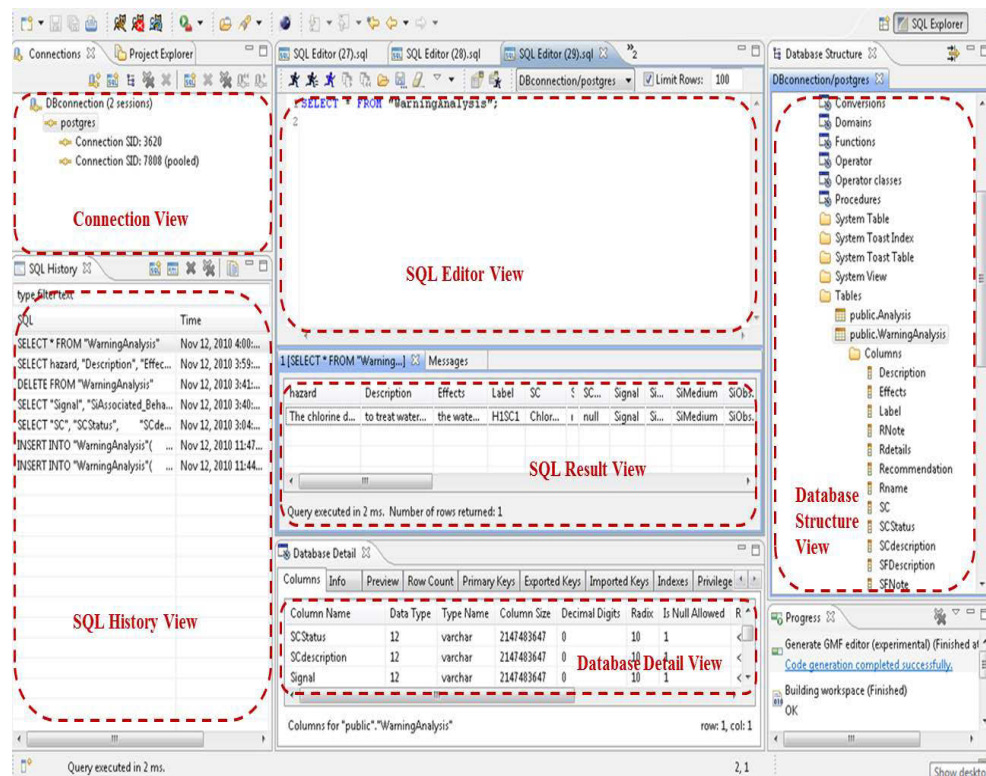 SQL Explorer
Connections
Project Explorer
DBconnection (2 sessions)
postgres
Connection SID: 3620
Connection SID: 7808 (pooled)
Connection View
SQL History
type filter text
SQL Time
SELECT * FROM "WarningAnalysis" Nov 12, 2010 4:00:...
SELECT hazard, "Description", "Effec... Nov 12, 2010 3:59:...
DELETE FROM "WarningAnalysis" Nov 12, 2010 3:41:...
SELECT "Signal", "SiAssociated_Beha... Nov 12, 2010 3:40:...
SELECT "SC", "SCStatus", "SCde... Nov 12, 2010 3:04:...
INSERT INTO "WarningAnalysis"( ... Nov 12, 2010 11:47...
INSERT INTO "WarningAnalysis"( ... Nov 12, 2010 11:44...
SQL History View
SQL Editor (27).sql
SQL Editor (28).sql
SQL Editor (29).sql
»2
DBconnection/postgres
Limit Rows: 100
1 SELECT * FROM "WarningAnalysis";
2
SQL Editor View
1 [SELECT * FROM "Warning...]
Messages
hazard Description Effects Label SC S SC... Signal Si... SiMedium SiObs.
The chlorine d... to treat water... the wate... H1SC1 Chlor... null Signal Si... SiMedium SiObs.
SQL Result View
Query executed in 2 ms. Number of rows returned: 1
Database Detail
Columns Info Preview Row Count Primary Keys Exported Keys Imported Keys Indexes Privilege
Column Name Data Type Type Name Column Size Decimal Digits Radix Is Null Allowed R
SCStatus 12 varchar 2147483647 0 10 1 <
SCdescription 12 varchar 2147483647 0 10 1 <
Signal 12 varchar 2147483647 0 10 1 <
Database Detail View
Columns for "public"."WarningAnalysis" row: 1, col: 1
Database Structure
DBconnection/postgres
Conversions
Domains
Functions
Operator
Operator classes
Procedures
System Table
System Toast Index
System Toast Table
System View
Tables
public.Analysis
public.WarningAnalysis
Columns
Description
Effects
Label
RNote
Rdetails
Recommendation
Rname
SC
SCStatus
SCdescription
SFDescription
SFNote
Database
Structure
View
Progress
Generate GMF editor (experimental) (Finished at
Code generation completed successfully.
Building workspace (Finished)
OK
Query executed in 2 ms.
2, 1
Show deskto